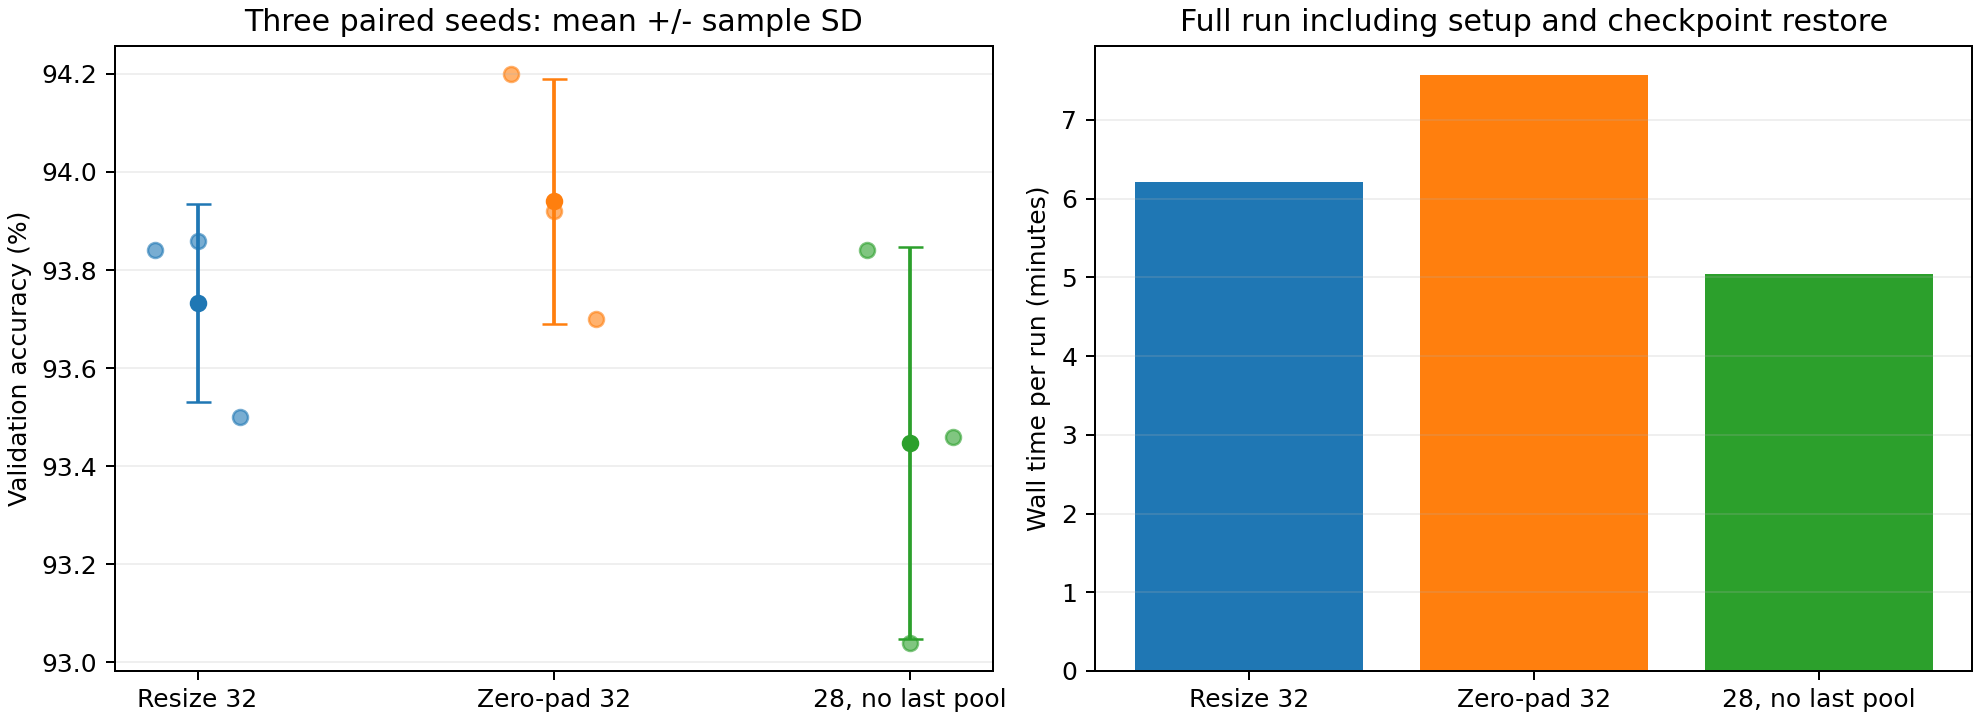 Three paired seeds: mean +/- sample SD
Validation accuracy (%)
94.2
94.0
93.8
93.6
93.4
93.2
93.0
Resize 32
Zero-pad 32
28, no last pool
Full run including setup and checkpoint restore
Wall time per run (minutes)
7
6
5
4
3
2
1
0
Resize 32
Zero-pad 32
28, no last pool